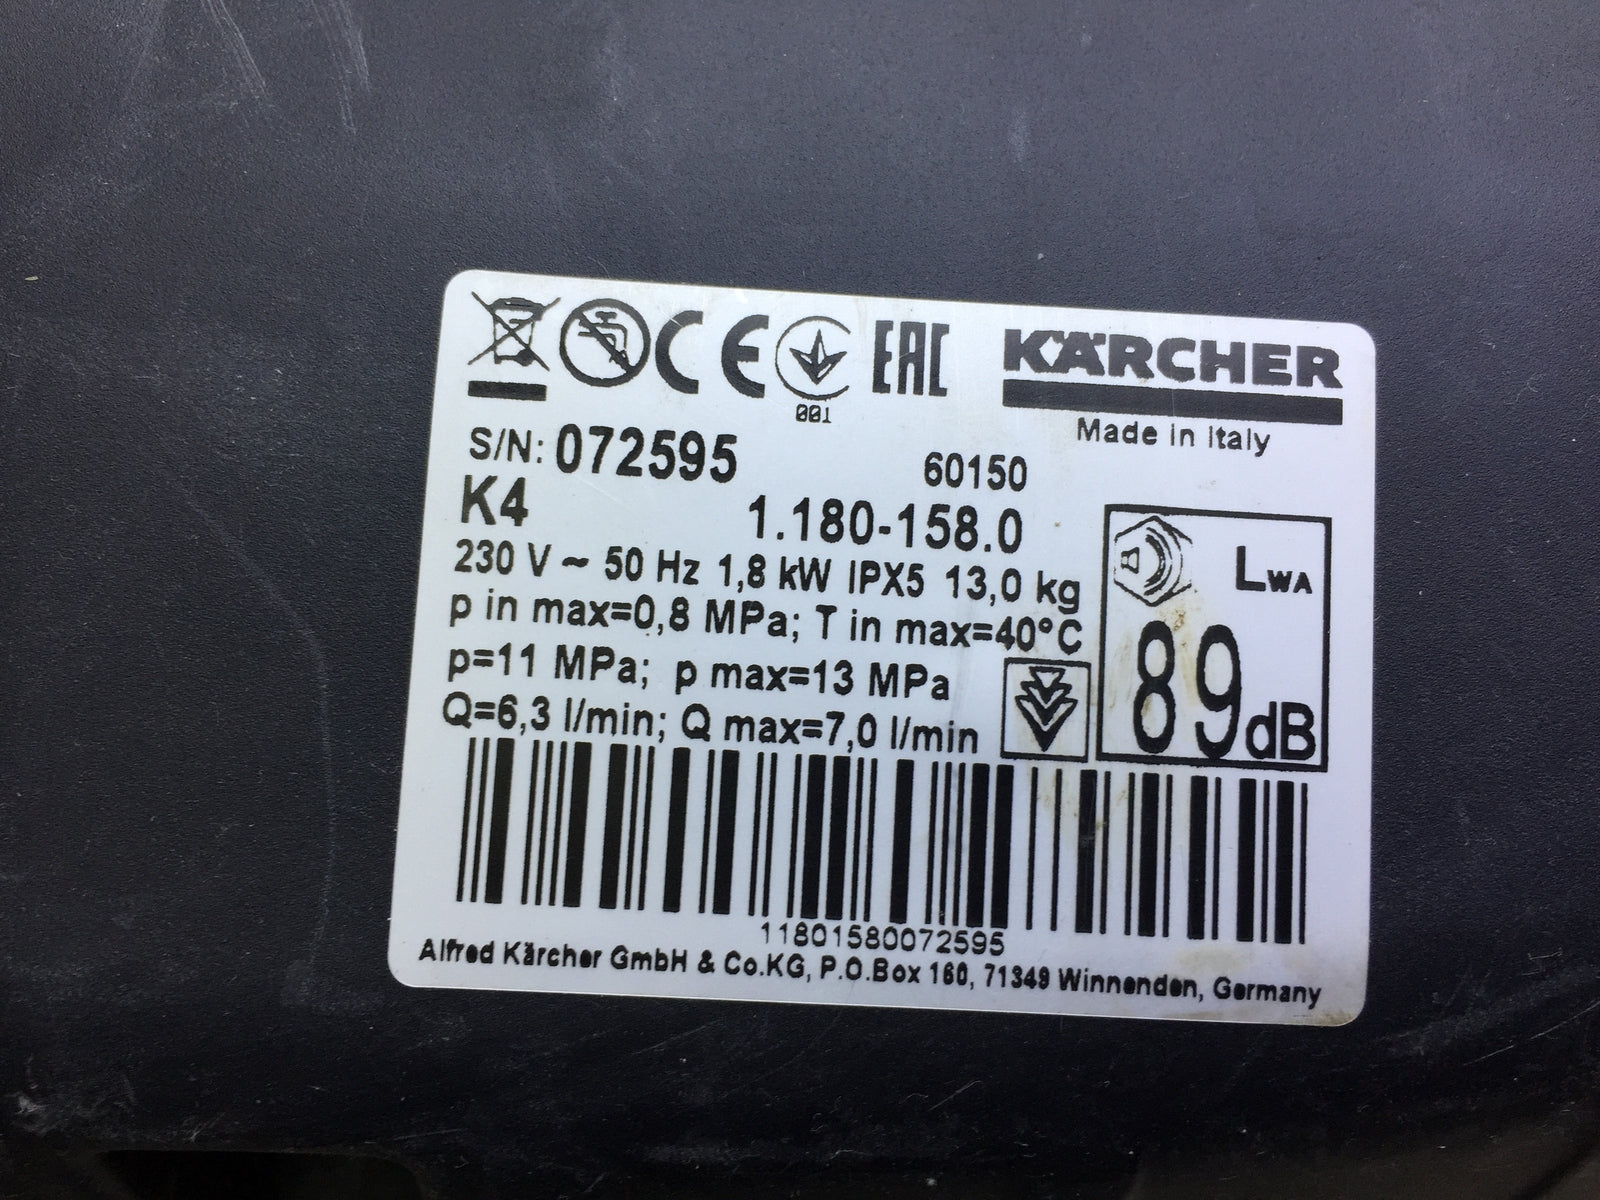 CE EAC KÄRCHER
001
Made in Italy
S/N: 072595 60150
K4 1.180-158.0
230 V ~ 50 Hz 1,8 kW IPX5 13,0 kg
p in max=0,8 MPa; T in max=40°C
p=11 MPa; p max=13 MPa
Q=6,3 l/min; Q max=7,0 l/min
LWA
89dB
11801580072595
Alfred Kärcher GmbH & Co.KG, P.O.Box 160, 71349 Winnenden, Germany